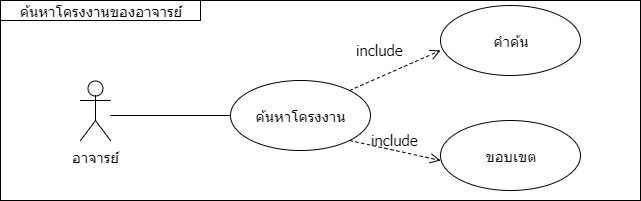 ค้นหาโครงงานของอาจารย์
include
คำค้น
ค้นหาโครงงาน
include
อาจารย์
ขอบเขต